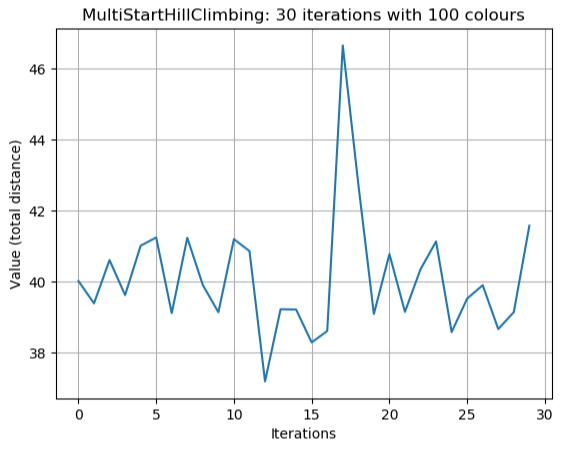 MultiStartHillClimbing: 30 iterations with 100 colours
46
44
42
40
38
Value (total distance)
0 5 10 15 20 25 30
Iterations